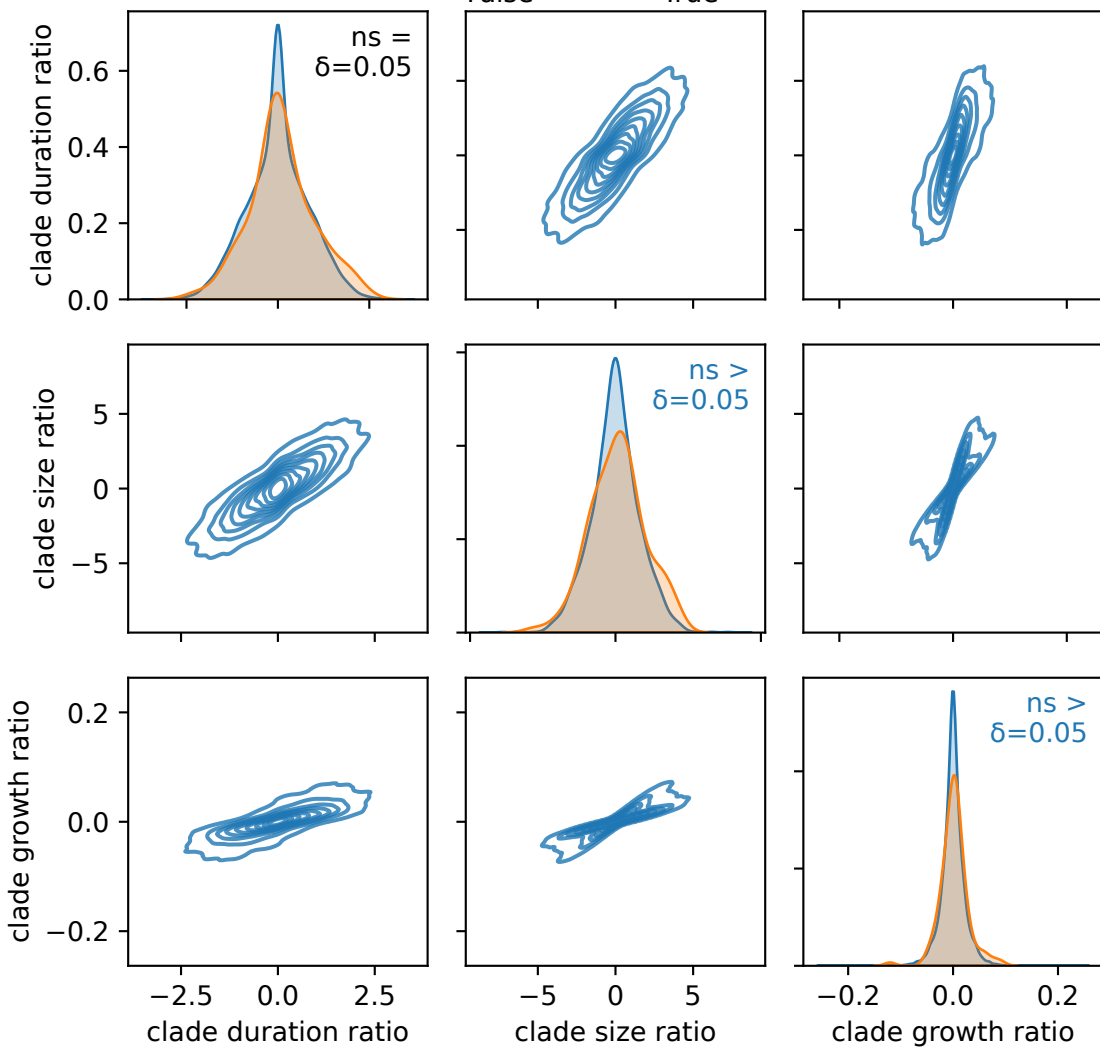 clade duration ratio
0.6
0.4
0.2
0.0
ns =
δ=0.05
clade size ratio
5
0
−5
ns >
δ=0.05
clade growth ratio
0.2
0.0
−0.2
ns >
δ=0.05
−2.5 0.0 2.5
−5 0 5
−0.2 0.0 0.2
clade duration ratio
clade size ratio
clade growth ratio